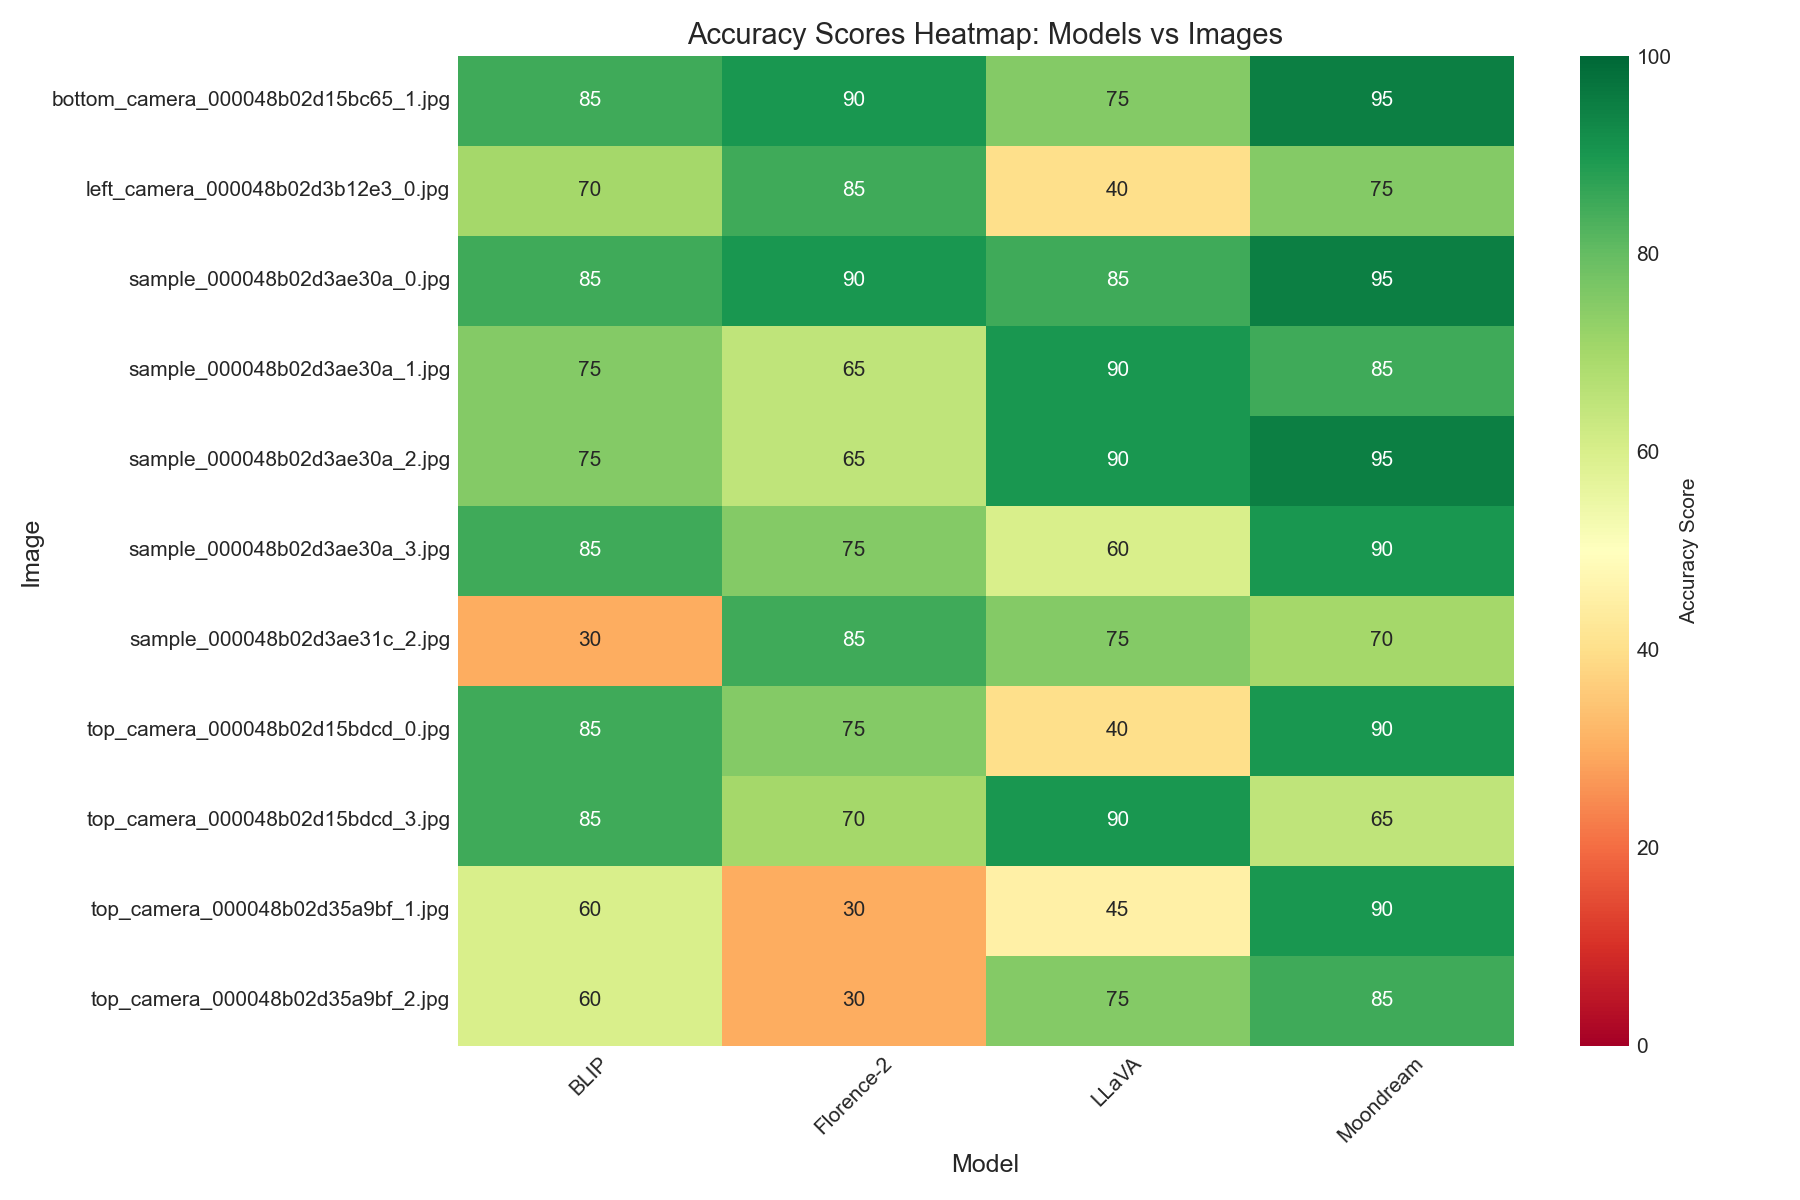 Accuracy Scores Heatmap: Models vs Images
bottom_camera_000048b02d15bc65_1.jpg 85 90 75 95
left_camera_000048b02d3b12e3_0.jpg 70 85 40 75
sample_000048b02d3ae30a_0.jpg 85 90 85 95
sample_000048b02d3ae30a_1.jpg 75 65 90 85
sample_000048b02d3ae30a_2.jpg 75 65 90 95
sample_000048b02d3ae30a_3.jpg 85 75 60 90
sample_000048b02d3ae31c_2.jpg 30 85 75 70
top_camera_000048b02d15bdcd_0.jpg 85 75 40 90
top_camera_000048b02d15bdcd_3.jpg 85 70 90 65
top_camera_000048b02d35a9bf_1.jpg 60 30 45 90
top_camera_000048b02d35a9bf_2.jpg 60 30 75 85
Image
BLIP Florence-2 LLaVA Moondream
Model
100
80
60
40
20
0
Accuracy Score